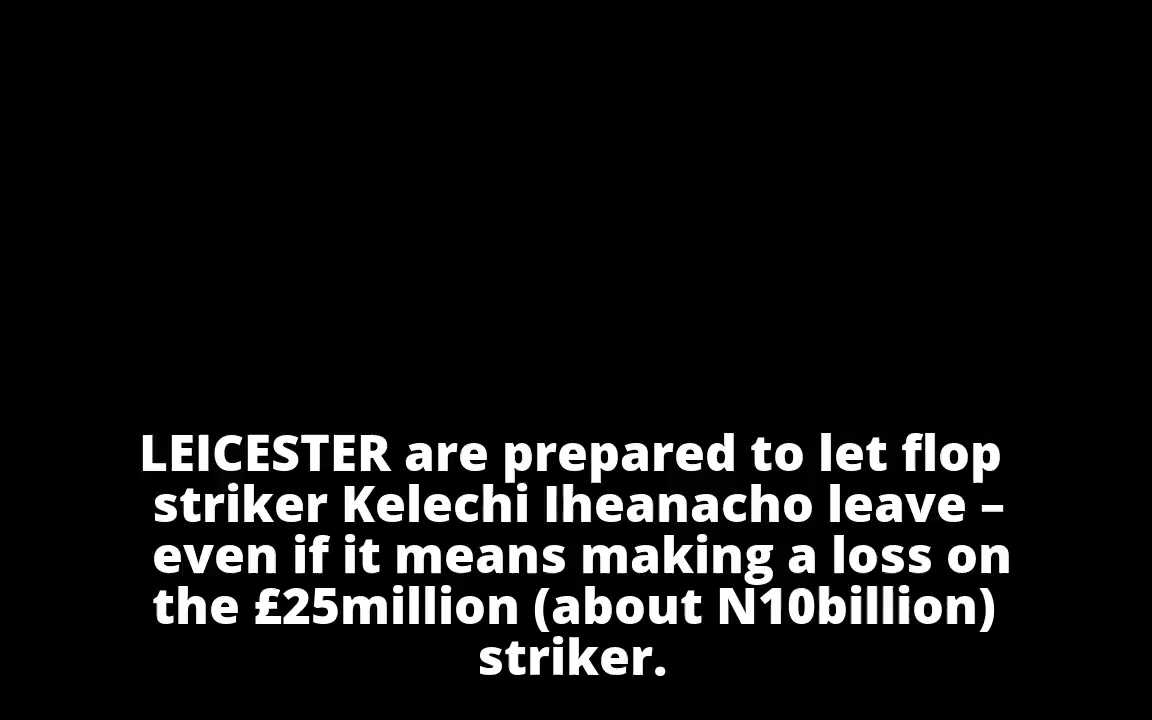 LEICESTER are prepared to let flop
striker Kelechi Iheanacho leave –
even if it means making a loss on
the £25million (about N10billion)
striker.